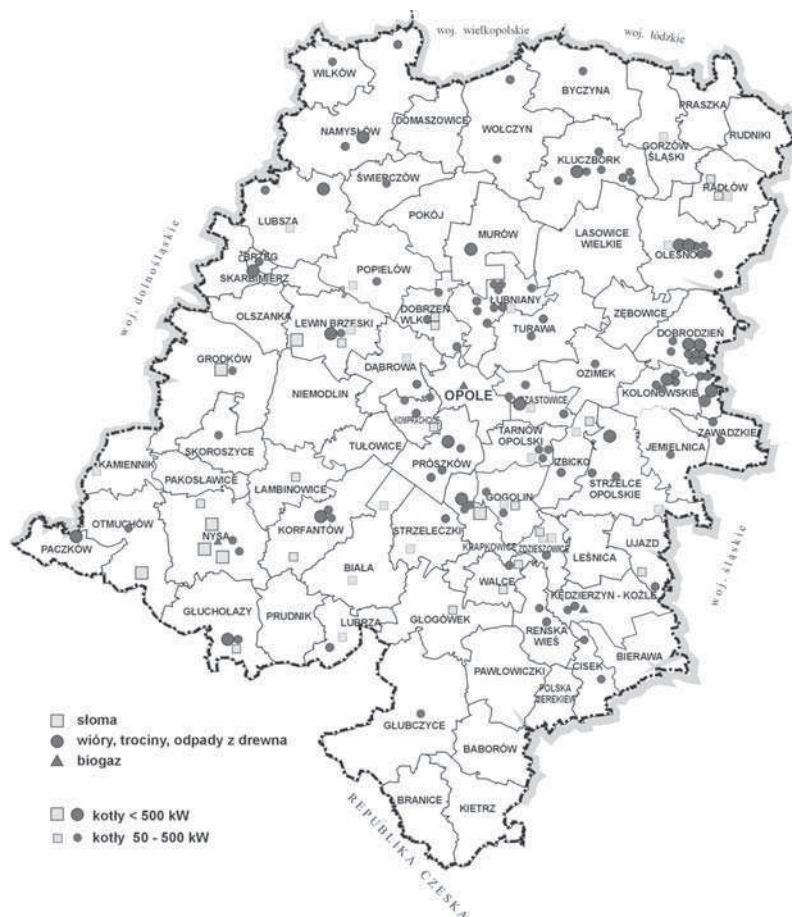 woj. wielkopolskie
woj. łódzkie
WILKÓW
BYCZYNA
PRASZKA
DOMASZOWICE
WOŁCZYN
RUDNIKI
NAMYSŁÓW
GORZÓW
ŚLĄSKI
KLUCZBORK
ŚWIERCZÓW
RADŁÓW
POKÓJ
LUBSZA
MURÓW
LASOWICE
WIELKIE
OLESNO
woj. dolnośląskie
BRZEG
SKARBIMIERZ
POPIELÓW
ŁUBNIANY
OLSZANKA
LEWIN BRZESKI
DOBRZEŃ
WLK.
TURAWA
ZĘBOWICE
DOBRODZIEŃ
GRODKÓW
DĄBROWA
OZIMEK
NIEMODLIN
OPOLE
KOLONOWSKIE
KOMPRACHCICE
TARNÓW
OPOLSKI
ZAWADZKIE
SKOROSZYCE
TUŁOWICE
PRÓSZKÓW
IZBICKO
JEMIELNICA
KAMIENNIK
PAKOSŁAWICE
ŁAMBINOWICE
STRZELCE
OPOLSKIE
GOGOLIN
OTMUCHÓW
NYSA
KORFANTÓW
STRZELECZKI
PACZKÓW
KRAPKOWICE
ZDZIESZOWICE
UJAZD
LEŚNICA
woj. śląskie
BIAŁA
WALCE
KĘDZIERZYN - KOŹLE
GŁUCHOŁAZY
PRUDNIK
LUBRZA
GŁOGÓWEK
REŃSKA
WIEŚ
BIERAWA
PAWŁOWICZKI
CISEK
POLSKA
GŁUBCZYCE
BABORÓW
BRANICE
KIETRZ
REPUBLIKA CZESKA
słoma
wióry, trociny, odpady z drewna
biogaz
kotły < 500 kW
kotły 50 - 500 kW